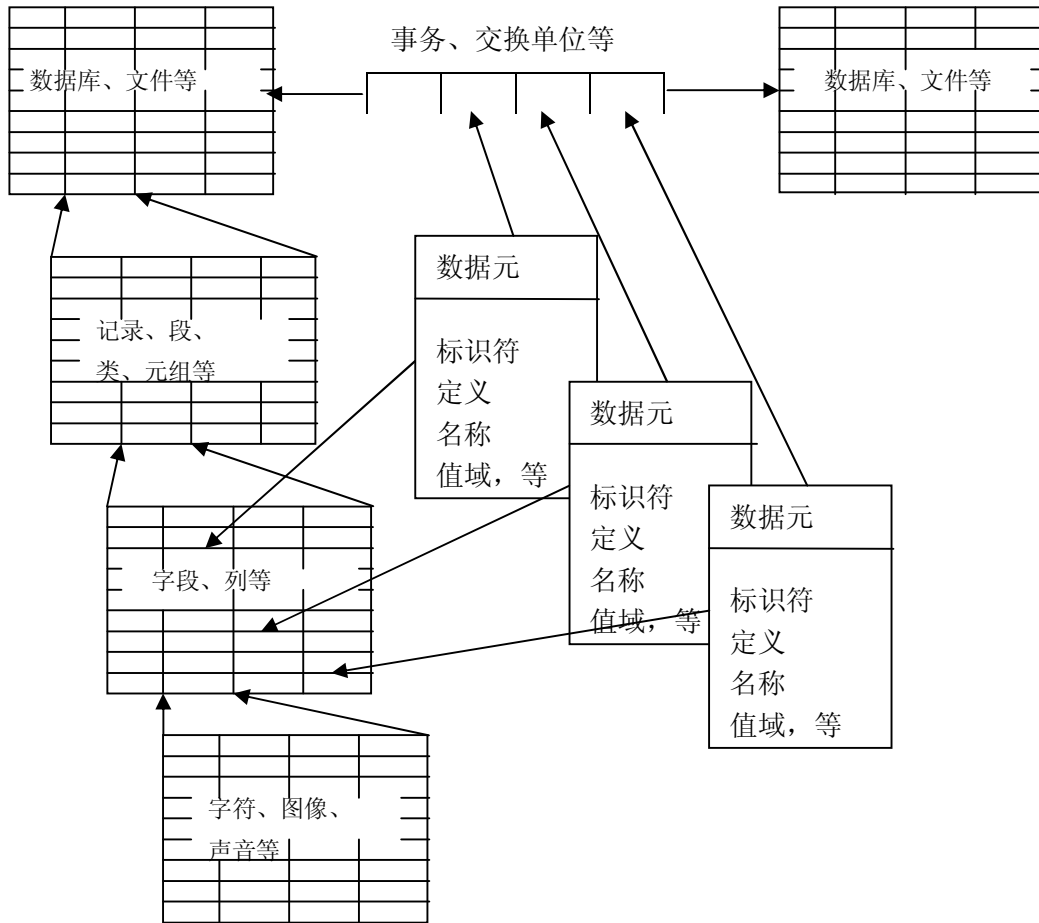 事务、交换单位等
数据库、文件等
数据库、文件等
数据元
标识符
定义
名称
值域，等
记录、段、
类、元组等
数据元
标识符
定义
名称
值域，等
数据元
标识符
定义
名称
值域，等
字段、列等
字符、图像、
声音等